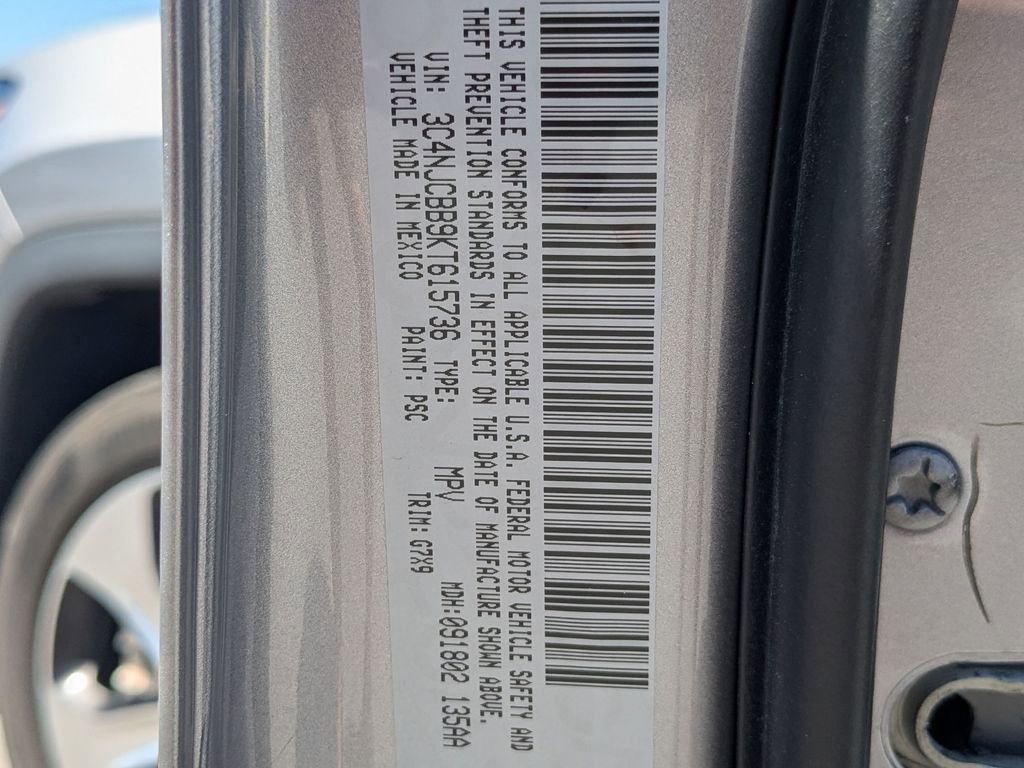 THIS VEHICLE CONFORMS TO ALL APPLICABLE U.S.A. FEDERAL MOTOR VEHICLE SAFETY AND
THEFT PREVENTION STANDARDS IN EFFECT ON THE DATE OF MANUFACTURE SHOWN ABOVE.
VIN: 3C4NJCBB9KT615736 TYPE: MPV MDH:091802 135AA
VEHICLE MADE IN MEXICO PAINT: PSC TRIM: G7X9